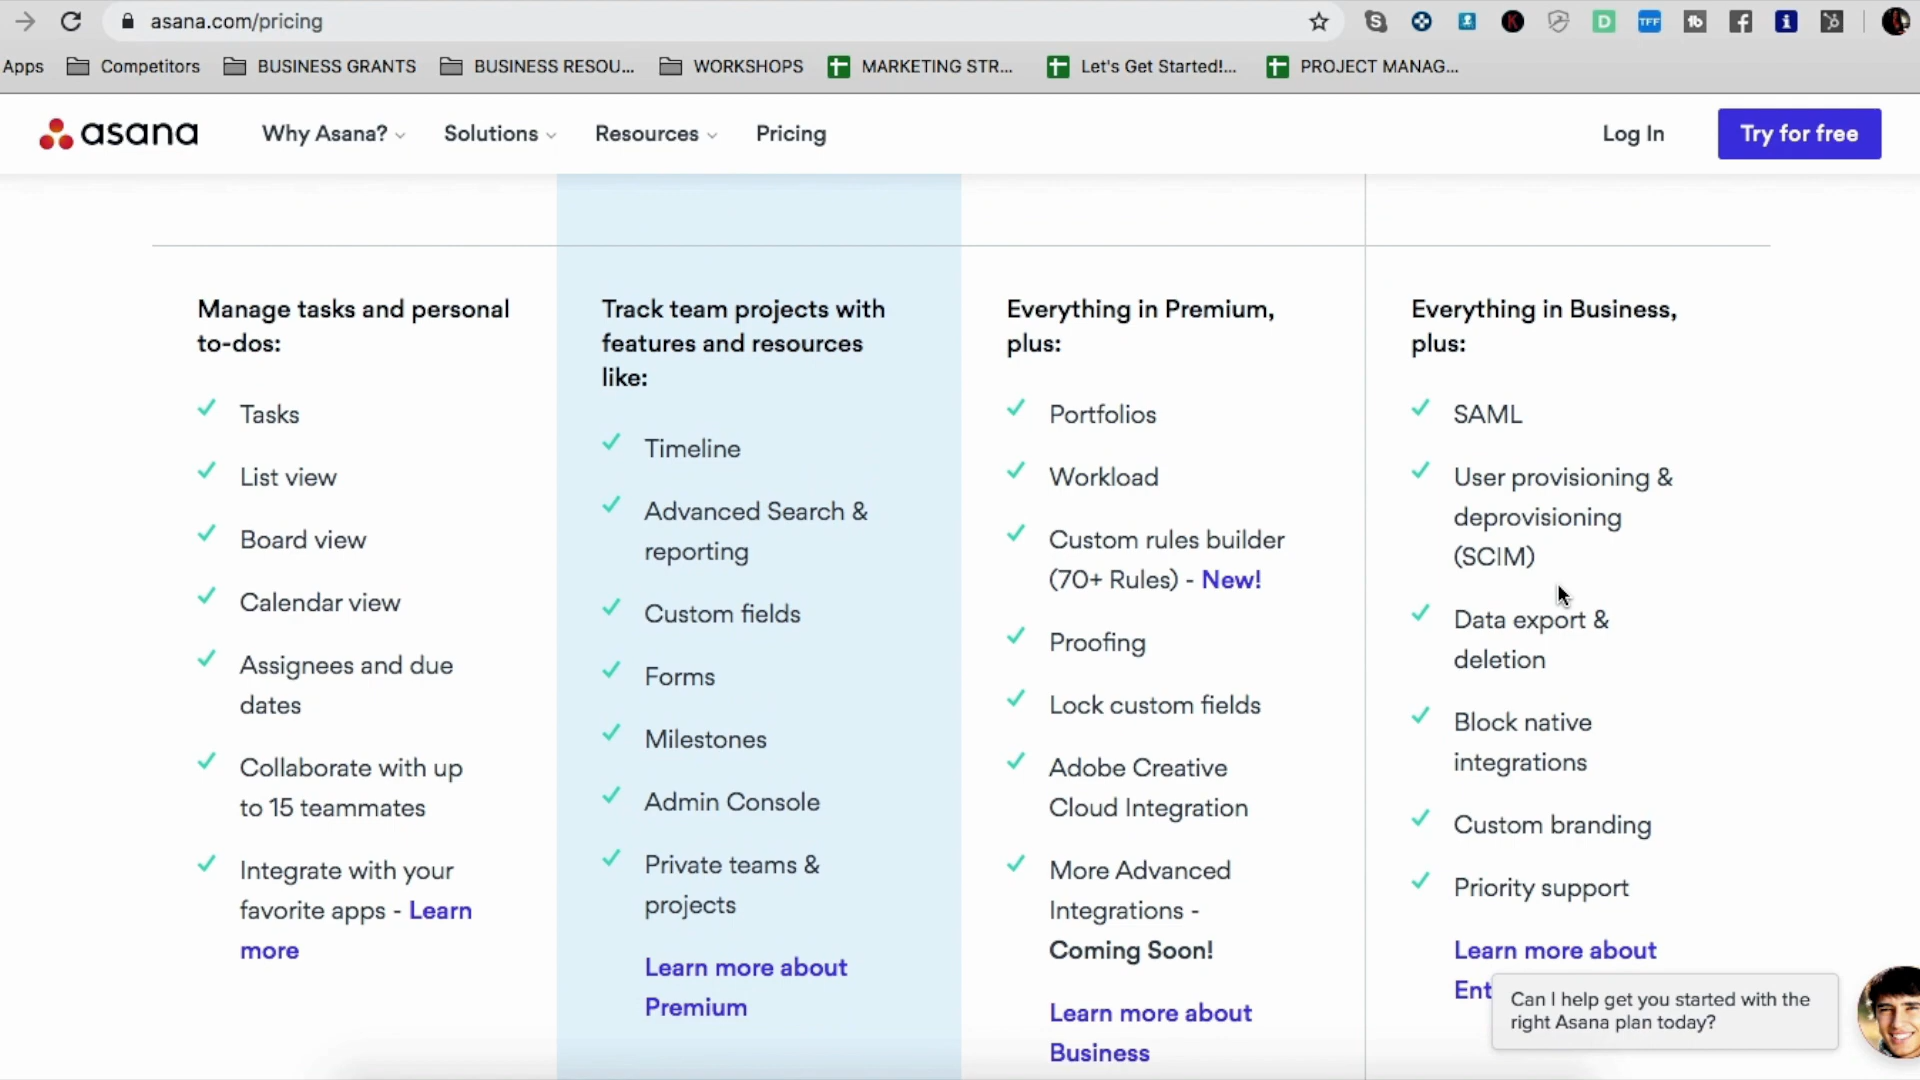 asana.com/pricing
Apps
Competitors
BUSINESS GRANTS
BUSINESS RESOU...
WORKSHOPS
MARKETING STR...
Let's Get Started!...
PROJECT MANAG...
asana
Why Asana?
Solutions
Resources
Pricing
Log In
Try for free
Manage tasks and personal
to-dos:
Tasks
List view
Board view
Calendar view
Assignees and due
dates
Collaborate with up
to 15 teammates
Integrate with your
favorite apps - Learn
more
Track team projects with
features and resources
like:
Timeline
Advanced Search &
reporting
Custom fields
Forms
Milestones
Admin Console
Private teams &
projects
Learn more about
Premium
Everything in Premium,
plus:
Portfolios
Workload
Custom rules builder
(70+ Rules) - New!
Proofing
Lock custom fields
Adobe Creative
Cloud Integration
More Advanced
Integrations -
Coming Soon!
Learn more about
Business
Everything in Business,
plus:
SAML
User provisioning &
deprovisioning
(SCIM)
Data export &
deletion
Block native
integrations
Custom branding
Priority support
Learn more about
Ent
Can I help get you started with the
right Asana plan today?